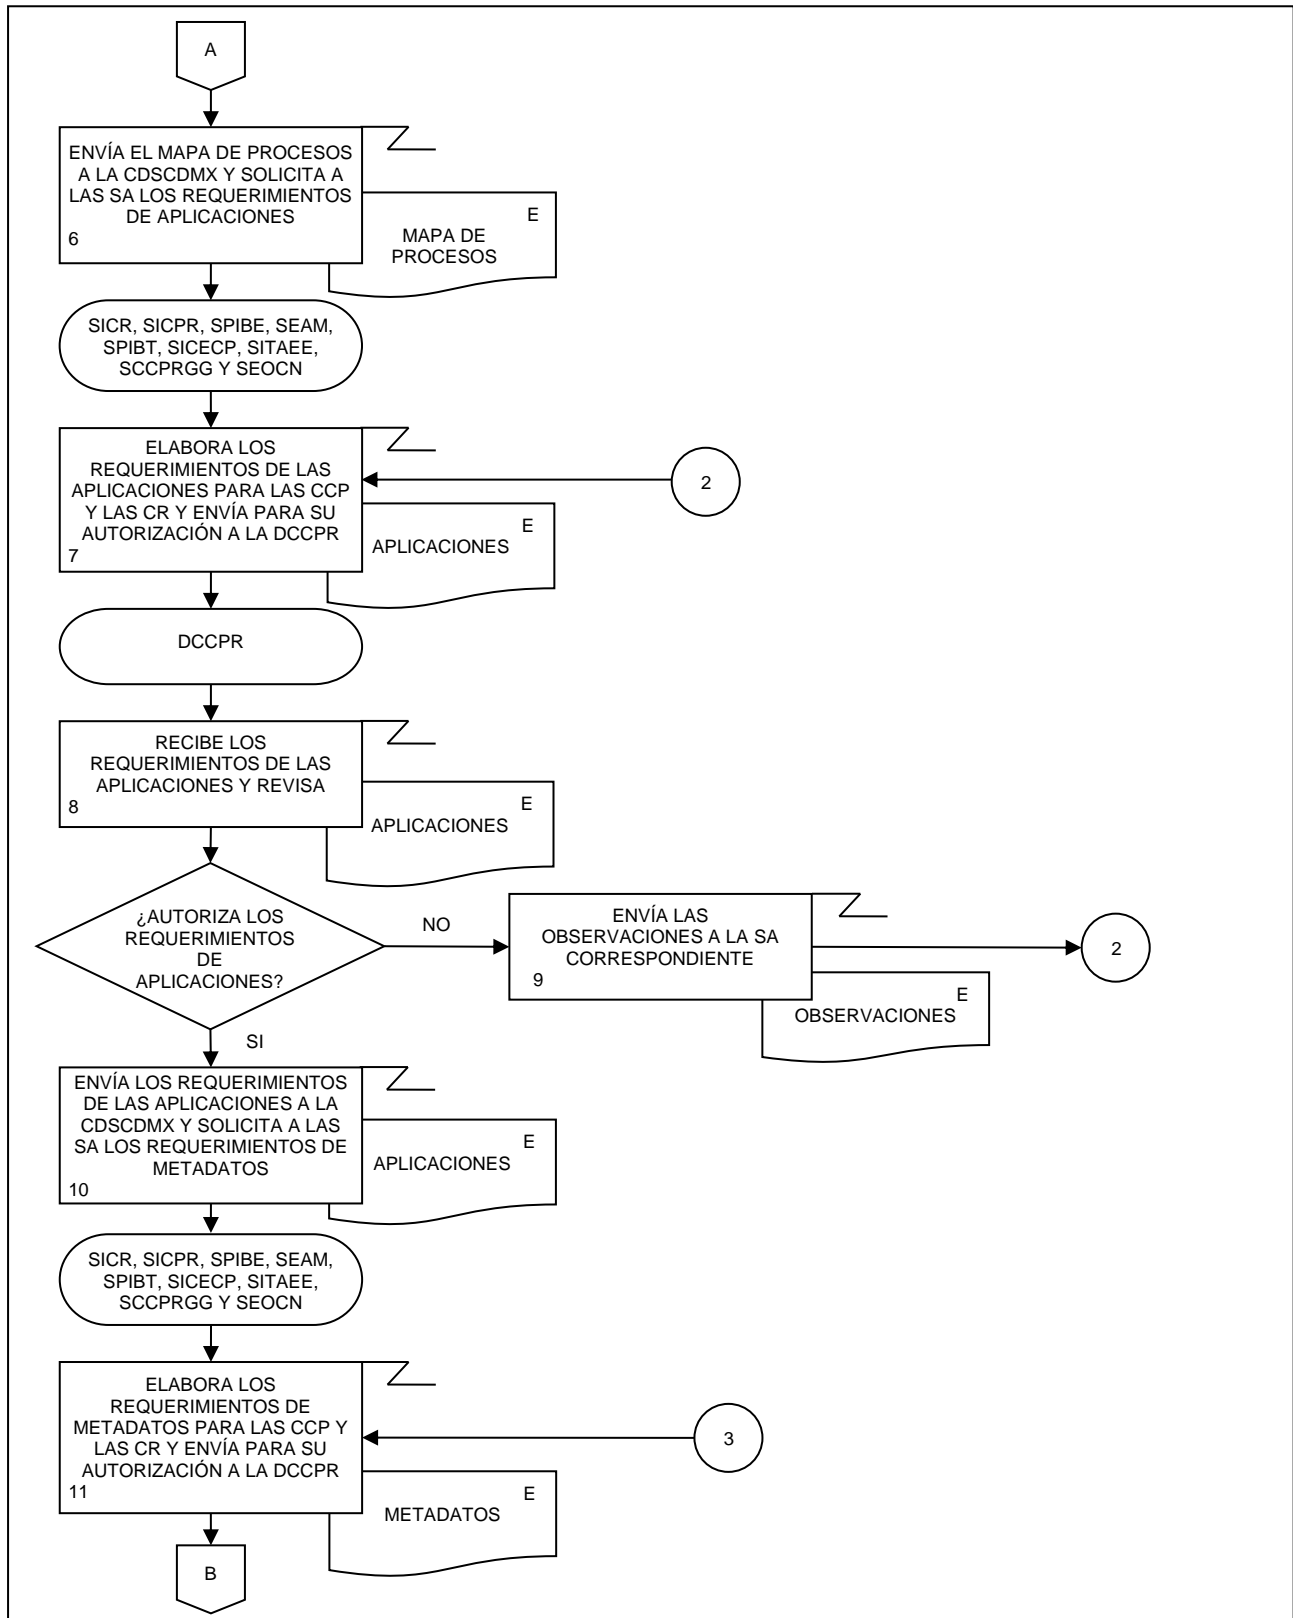 A
ENVÍA EL MAPA DE PROCESOS
A LA CDSCDMX Y SOLICITA A
LAS SA LOS REQUERIMIENTOS
DE APLICACIONES
6
E
MAPA DE
PROCESOS
SICR, SICPR, SPIBE, SEAM,
SPIBT, SICECP, SITAEE,
SCCPRGG Y SEOCN
ELABORA LOS
REQUERIMIENTOS DE LAS
APLICACIONES PARA LAS CCP
Y LAS CR Y ENVÍA PARA SU
AUTORIZACIÓN A LA DCCPR
7
2
E
APLICACIONES
DCCPR
RECIBE LOS
REQUERIMIENTOS DE LAS
APLICACIONES Y REVISA
8
E
APLICACIONES
¿AUTORIZA LOS
REQUERIMIENTOS
DE
APLICACIONES?
NO
ENVÍA LAS
OBSERVACIONES A LA SA
CORRESPONDIENTE
9
2
E
OBSERVACIONES
SI
ENVÍA LOS REQUERIMIENTOS
DE LAS APLICACIONES A LA
CDSCDMX Y SOLICITA A LAS
SA LOS REQUERIMIENTOS DE
METADATOS
10
E
APLICACIONES
SICR, SICPR, SPIBE, SEAM,
SPIBT, SICECP, SITAEE,
SCCPRGG Y SEOCN
ELABORA LOS
REQUERIMIENTOS DE
METADATOS PARA LAS CCP Y
LAS CR Y ENVÍA PARA SU
AUTORIZACIÓN A LA DCCPR
11
3
E
METADATOS
B